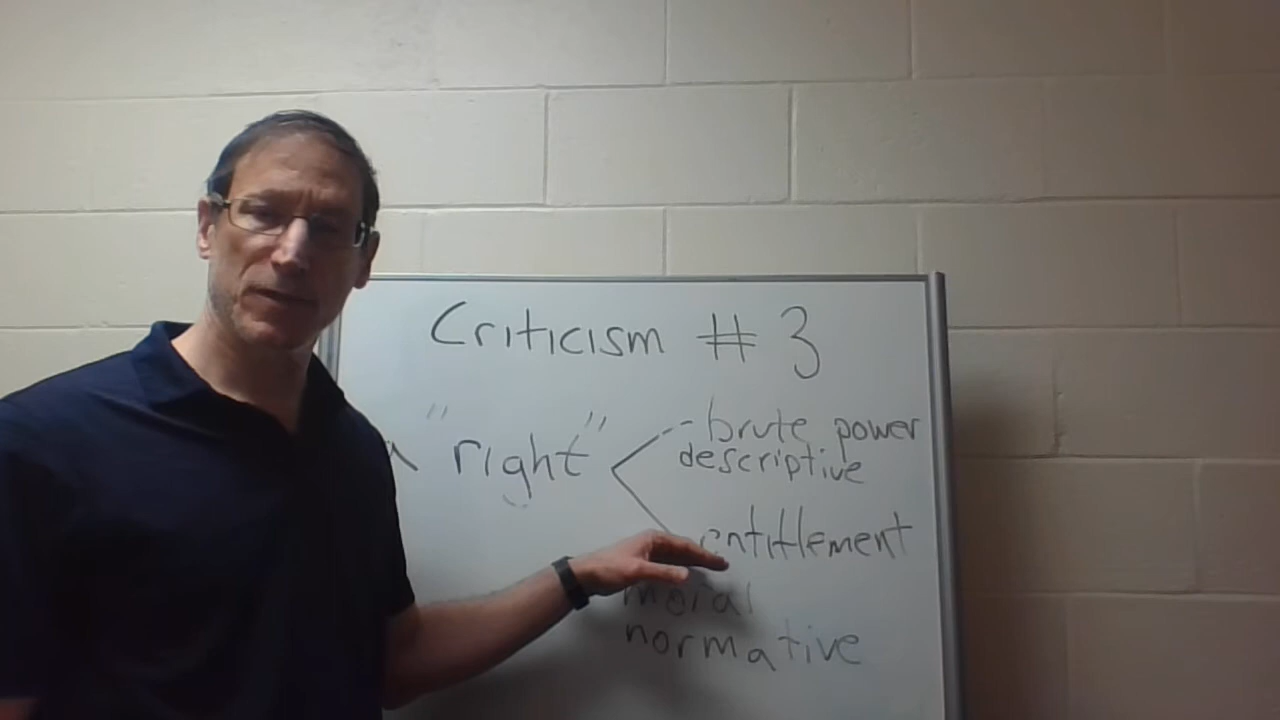 Criticism # 3
"right"
- brute power
descriptive
entitlement
moral
normative